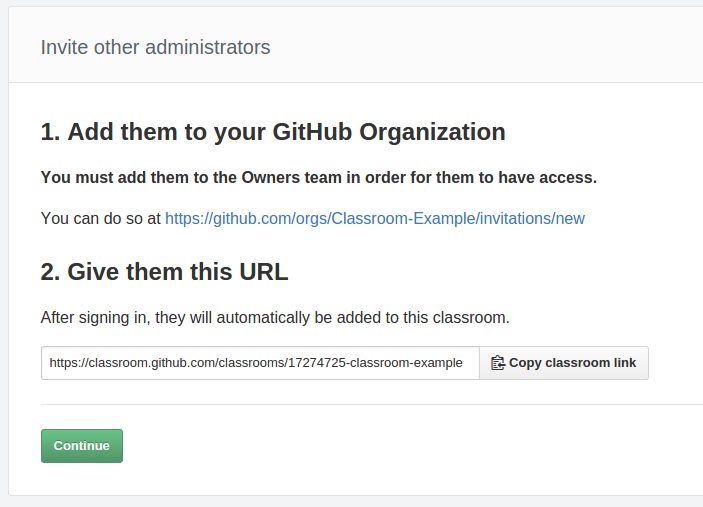 Invite other administrators
1. Add them to your GitHub Organization
You must add them to the Owners team in order for them to have access.
You can do so at https://github.com/orgs/Classroom-Example/invitations/new
2. Give them this URL
After signing in, they will automatically be added to this classroom.
https://classroom.github.com/classrooms/17274725-classroom-example Copy classroom link
Continue